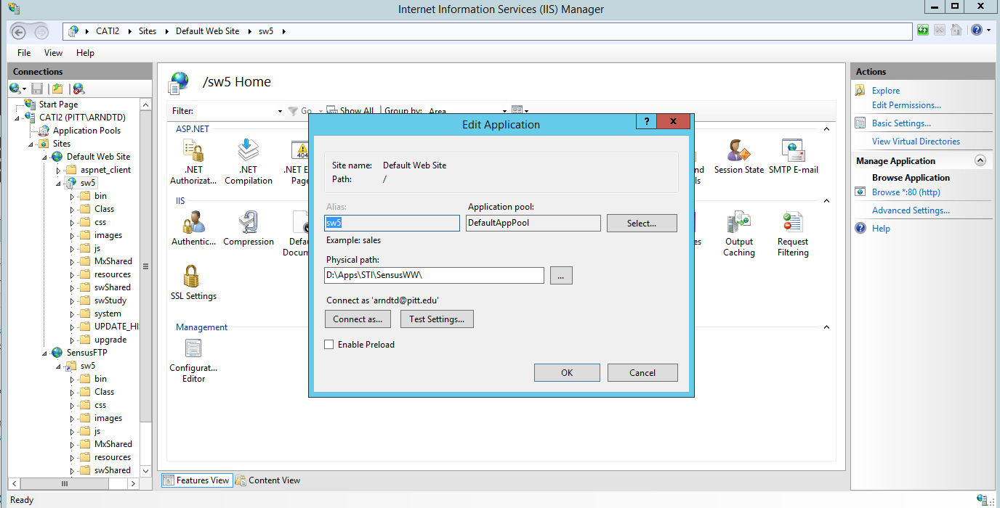 Internet Information Services (IIS) Manager
CATI2 Sites Default Web Site sw5
File View Help
Connections
Start Page
CATI2 (PITT\ARNDTD)
Application Pools
Sites
Default Web Site
aspnet_client
sw5
bin
Class
css
images
js
MxShared
resources
swShared
swStudy
system
UPDATE_HI
upgrade
SensusFTP
sw5
bin
Class
css
images
js
MxShared
resources
swShared
/sw5 Home
Filter: Go Show All Group by: Area
ASP.NET
.NET
Authorizat...
.NET
Compilation
404
.NET E
Page
nd
ls
Session State
SMTP E-mail
IIS
Authentic...
Compression
Defau
Docum
es
Output
Caching
Request
Filtering
SSL Settings
Management
Configurat...
Editor
Edit Application
?
X
Site name: Default Web Site
Path: /
Alias:
Application pool:
sw5
DefaultAppPool
Select...
Example: sales
Physical path:
D:\Apps\STI\SensusWW\
...
Connect as 'arndtd@pitt.edu'
Connect as...
Test Settings...
Enable Preload
OK
Cancel
Features View
Content View
Actions
Explore
Edit Permissions...
Basic Settings...
View Virtual Directories
Manage Application
Browse Application
Browse *:80 (http)
Advanced Settings...
Help
Ready